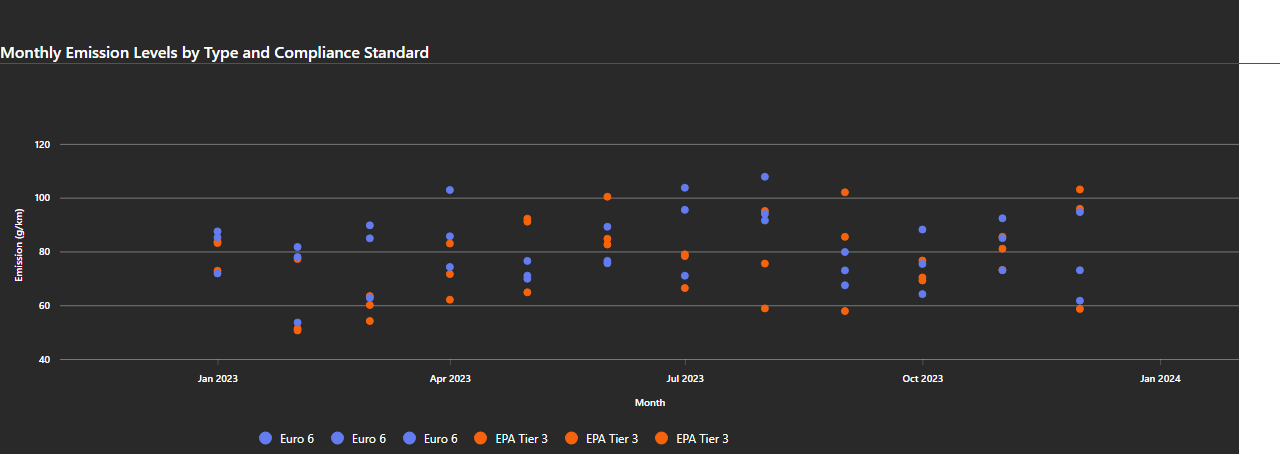 Monthly Emission Levels by Type and Compliance Standard
120
100
80
60
40
Emission (g/km)
Jan 2023 Apr 2023 Jul 2023 Oct 2023 Jan 2024
Month
Euro 6 Euro 6 Euro 6 EPA Tier 3 EPA Tier 3 EPA Tier 3